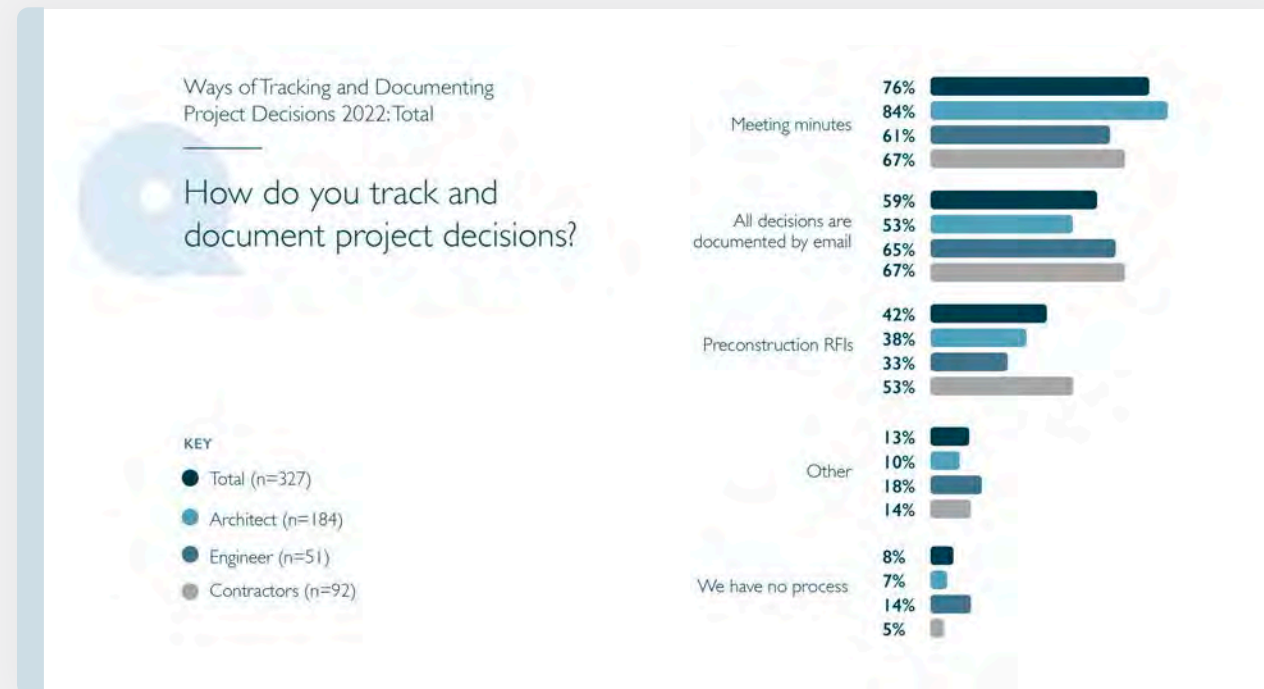 Ways of Tracking and Documenting
Project Decisions 2022: Total
How do you track and
document project decisions?
KEY
Total (n=327)
Architect (n=184)
Engineer (n=51)
Contractors (n=92)
Meeting minutes
76%
84%
61%
67%
All decisions are
documented by email
59%
53%
65%
67%
Preconstruction RFIs
42%
38%
33%
53%
Other
13%
10%
18%
14%
We have no process
8%
7%
14%
5%